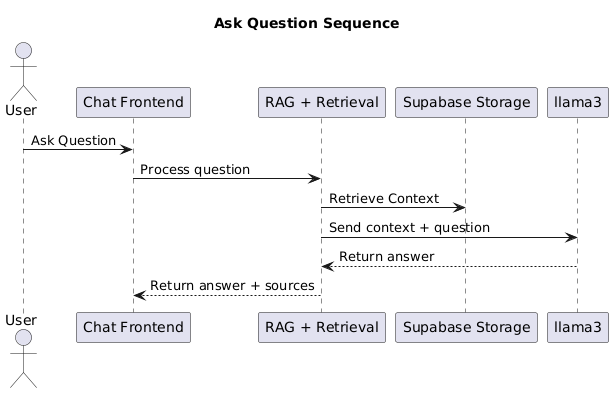 Ask Question Sequence
User
Chat Frontend
RAG + Retrieval
Supabase Storage
llama3
Ask Question
Process question
Retrieve Context
Send context + question
Return answer
Return answer + sources
User
Chat Frontend
RAG + Retrieval
Supabase Storage
llama3